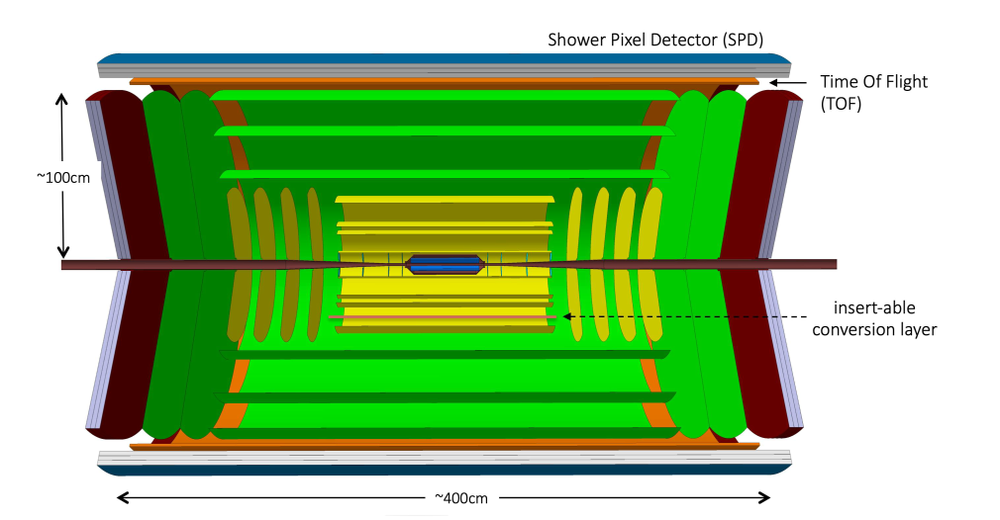 Shower Pixel Detector (SPD)
Time Of Flight
(TOF)
~100cm
insert-able
conversion layer
~400cm